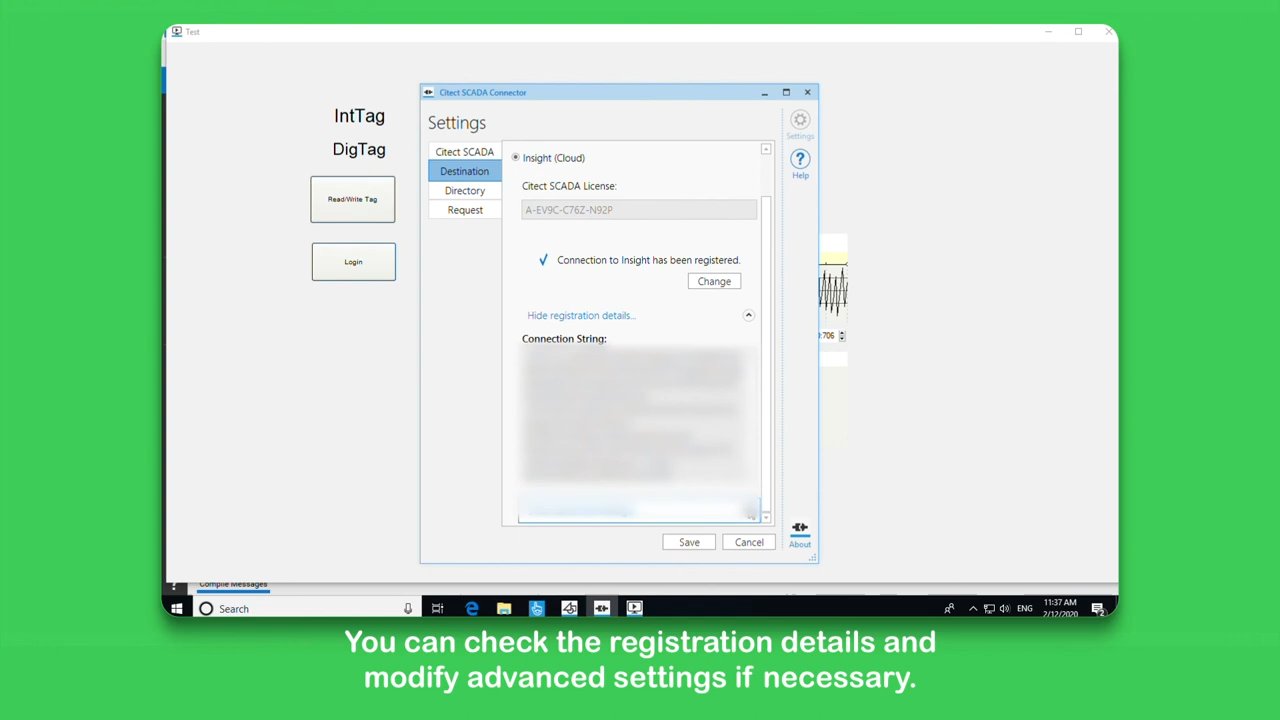 Test
IntTag
DigTag
Read/Write Tag
Login
Citect SCADA Connector
Settings
Citect SCADA
Destination
Directory
Request
Insight (Cloud)
Citect SCADA License:
A-EV9C-C76Z-N92P
Connection to Insight has been registered.
Change
Hide registration details...
Connection String:
Save
Cancel
Settings
Help
About
706
Compile Messages
Search
ENG
11:37 AM
2/12/2020
You can check the registration details and
modify advanced settings if necessary.